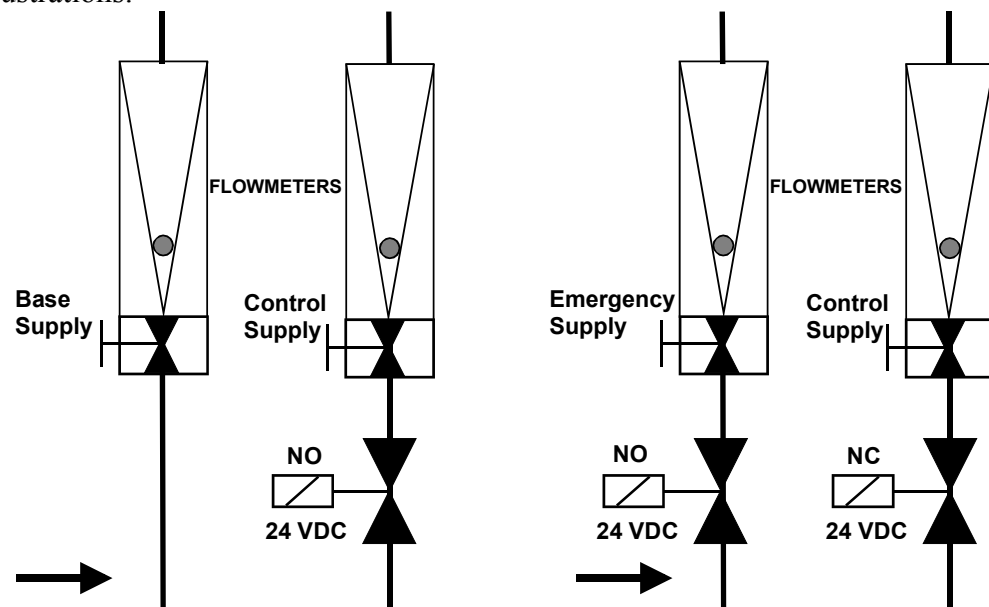 FLOWMETERS
FLOWMETERS
Base
Supply
Control
Supply
Emergency
Supply
Control
Supply
NO
NO
NC
24 VDC
24 VDC
24 VDC